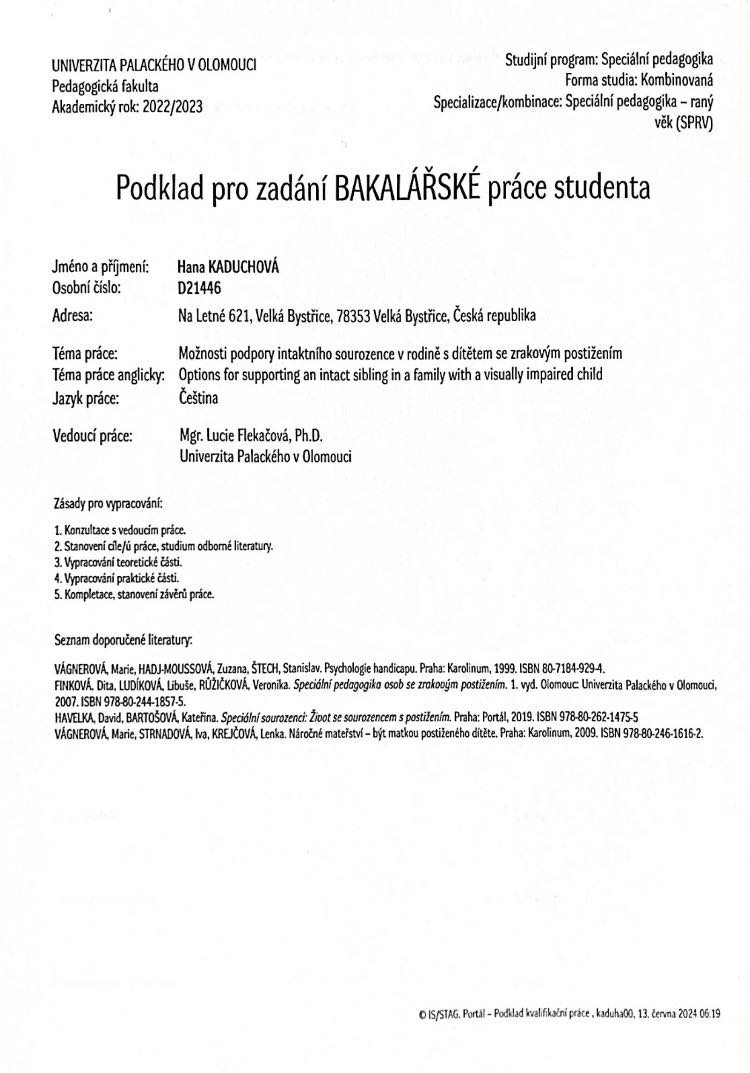 UNIVERZITA PALACKÉHO V OLOMOUCI
Pedagogická fakulta
Akademický rok: 2022/2023
Studijní program: Speciální pedagogika
Forma studia: Kombinovaná
Specializace/kombinace: Speciální pedagogika – raný
věk (SPRV)
Podklad pro zadání BAKALÁŘSKÉ práce studenta
Jméno a příjmení: Hana KADUCHOVÁ
Osobní číslo: D21446
Adresa: Na Letné 621, Velká Bystřice, 78353 Velká Bystřice, Česká republika
Téma práce: Možnosti podpory intaktního sourozence v rodině s dítětem se zrakovým postižením
Téma práce anglicky: Options for supporting an intact sibling in a family with a visually impaired child
Jazyk práce: Čeština
Vedoucí práce: Mgr. Lucie Flekačová, Ph.D.
Univerzita Palackého v Olomouci
Zásady pro vypracování:
1. Konzultace s vedoucím práce.
2. Stanovení cíle/ů práce, studium odborné literatury.
3. Vypracování teoretické části.
4. Vypracování praktické části.
5. Kompletace, stanovení závěrů práce.
Seznam doporučené literatury:
VÁGNEROVÁ, Marie, HADJ-MOUSSOVÁ, Zuzana, ŠTECH, Stanislav. Psychologie handicapu. Praha: Karolinum, 1999. ISBN 80-7184-929-4.
FINKOVÁ, Dita, LUDÍKOVÁ, Libuše, RŮŽIČKOVÁ, Veronika. Speciální pedagogika osob se zrakovým postižením. 1. vyd. Olomouc: Univerzita Palackého v Olomouci,
2007. ISBN 978-80-244-1857-5.
HAVELKA, David, BARTOŠOVÁ, Kateřina. Speciální sourozenci: Život se sourozencem s postižením. Praha: Portál, 2019. ISBN 978-80-262-1475-5
VÁGNEROVÁ, Marie, STRNADOVÁ, Iva, KREJČOVÁ, Lenka. Náročné mateřství – být matkou postiženého dítěte. Praha: Karolinum, 2009. ISBN 978-80-246-1616-2.
© IS/STAG, Portál – Podklad kvalifikační práce , kaduha00, 13. června 2024 06:19